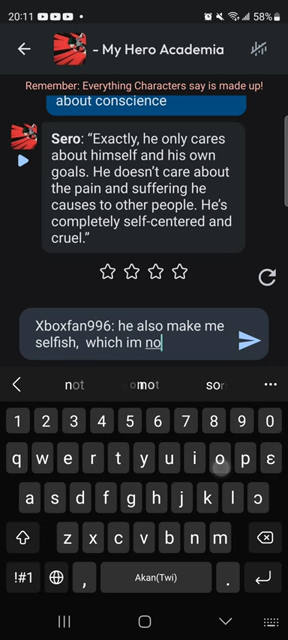 20:11
58%
- My Hero Academia
Remember: Everything Characters say is made up!
about conscience
Sero: “Exactly, he only cares
about himself and his own
goals. He doesn't care about
the pain and suffering he
causes to other people. He's
completely self-centered and
cruel.”
Xboxfan996: he also make me
selfish,  which im no
not
so
1 2 3 4 5 6 7 8 9 0
q w e r t y u i o p ɛ
a s d f g h j k l ɔ
z x c v b n m
!#1 , Akan(Twi) .